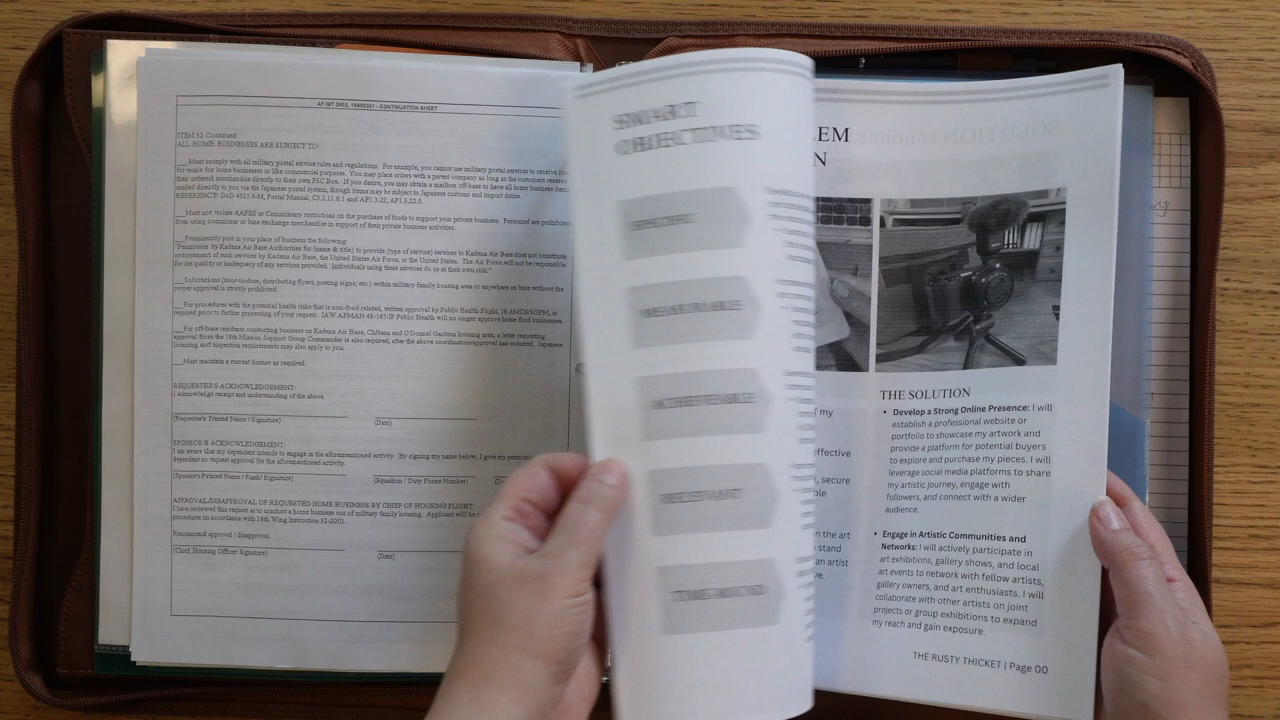 AF IMT 3902, 19890301 - CONTINUATION SHEET
ITEM 32 Continued:
ALL HOME BUSINESSES ARE SUBJECT TO:
___Must comply with all military postal service rules and regulations. For example, you cannot use military postal services to receive
for resale for home businesses or like commercial purposes. You may place orders with a parent company as long as the customers receive
their ordered merchandise directly to their own PSC Box. If you desire, you may obtain a mailbox off-base to have all home business items
mailed directly to you via the Japanese postal system, though items may be subject to Japanese customs and import duties.
REFERENCE: DoD 4525.6-M, Postal Manual, C3.2.11.6.1 and AP1.3.22, AP1.3.22.5.
___Must not violate AAFES or Commissary restrictions on the purchase of foods to support your private business. Personnel are prohibited
from using commissary or base exchange merchandise in support of their private business activities.
___Prominently post in your place of business the following:
"Permission by Kadena Air Base Authorities for (name & title) to provide (type of service) services to Kadena Air Base does not constitute
endorsement of such services by Kadena Air Base, the United States Air Force, or the United States. The Air Force will not be responsible
for the quality or inadequacy of any services provided. Individuals using these services do so at their own risk."
___Solicitations (door-to-door, distributing flyers, posting signs, etc.) within military family housing area or anywhere in base without the
proper approval is strictly prohibited.
___For procedures with the potential health risks that is non-food related, written approval by Public Health Flight, 18 AMDS/SGPM, is
required prior to further processing of your request. IAW AFMAN 48-147-IP Public Health will no longer approve home food businesses.
___For off-base residents conducting business on Kadena Air Base, Chibana and O'Donnel Gardens housing area, a letter requesting
approval from the 18th Mission Support Group Commander is also required, after the above coordination/approval has occurred. Japanese
licensing and inspection requirements may also apply to you.
___Must maintain a current license as required.
REQUESTER'S ACKNOWLEDGEMENT:
I acknowledge receipt and understanding of the above.
(Requester's Printed Name / Signature) (Date)
SPONSOR'S ACKNOWLEDGEMENT:
I am aware that my dependent intends to engage in the aforementioned activity. By signing my name below, I give my
dependent to request approval for the aforementioned activity.
(Sponsor's Printed Name / Rank/ Signature) (Squadron / Duty Phone Number)
APPROVAL/DISAPPROVAL OF REQUESTED HOME BUSINESS BY CHIEF OF HOUSING FLIGHT:
I have reviewed this request to conduct a home business out of military family housing. Applicant will be
procedures in accordance with 18th Wing Instruction 32-2001.
Recommend approval / disapproval
(Chief, Housing Officer Signature) (Date)
SMART
OBJECTIVES
MEASURABLE
ACHIEVABLE
RELEVANT
EM
N
my
effective
secure
in the art
stand
an artist
THE SOLUTION
• Develop a Strong Online Presence: I will
establish a professional website or
portfolio to showcase my artwork and
provide a platform for potential buyers
to explore and purchase my pieces. I will
leverage social media platforms to share
my artistic journey, engage with
followers, and connect with a wider
audience.
• Engage in Artistic Communities and
Networks: I will actively participate in
art exhibitions, gallery shows, and local
art events to network with fellow artists,
gallery owners, and art enthusiasts. I will
collaborate with other artists on joint
projects or group exhibitions to expand
my reach and gain exposure.
THE RUSTY THICKET | Page 00